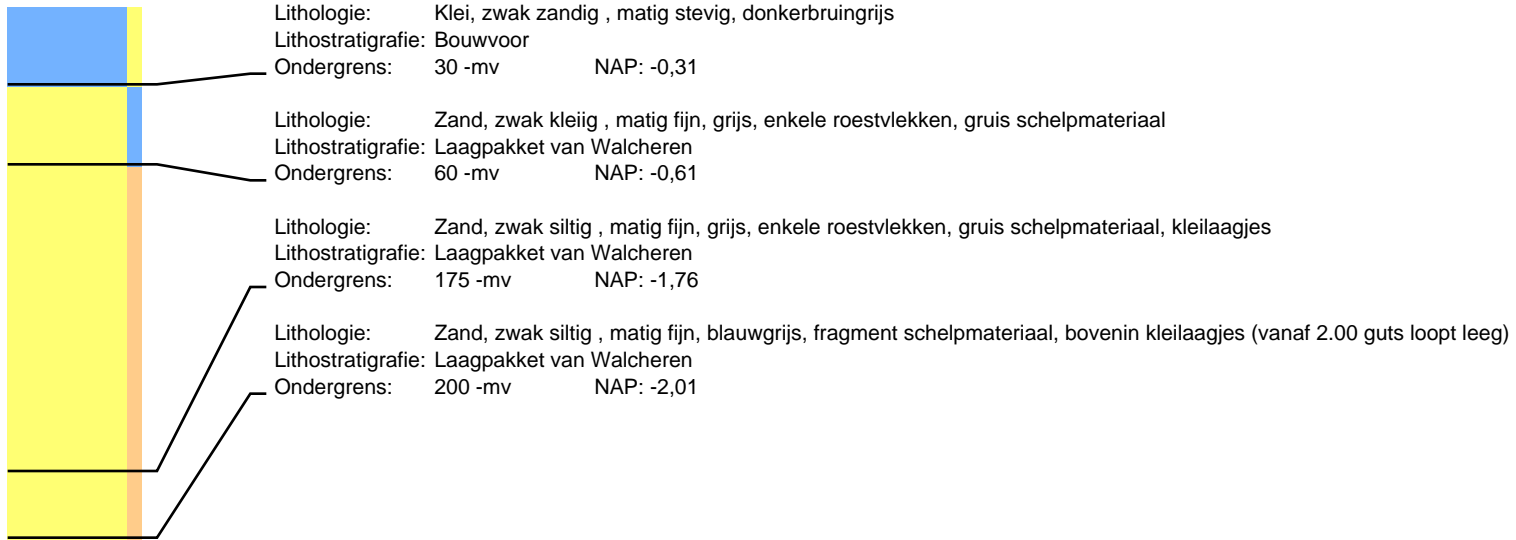 Lithologie: Klei, zwak zandig , matig stevig, donkerbruingrijs
Lithostratigrafie: Bouwvoor
Ondergrens: 30 -mv NAP: -0,31
Lithologie: Zand, zwak kleiig , matig fijn, grijs, enkele roestvlekken, gruis schelpmateriaal
Lithostratigrafie: Laagpakket van Walcheren
Ondergrens: 60 -mv NAP: -0,61
Lithologie: Zand, zwak siltig , matig fijn, grijs, enkele roestvlekken, gruis schelpmateriaal, kleilaagjes
Lithostratigrafie: Laagpakket van Walcheren
Ondergrens: 175 -mv NAP: -1,76
Lithologie: Zand, zwak siltig , matig fijn, blauwgrijs, fragment schelpmateriaal, bovenin kleilaagjes (vanaf 2.00 guts loopt leeg)
Lithostratigrafie: Laagpakket van Walcheren
Ondergrens: 200 -mv NAP: -2,01